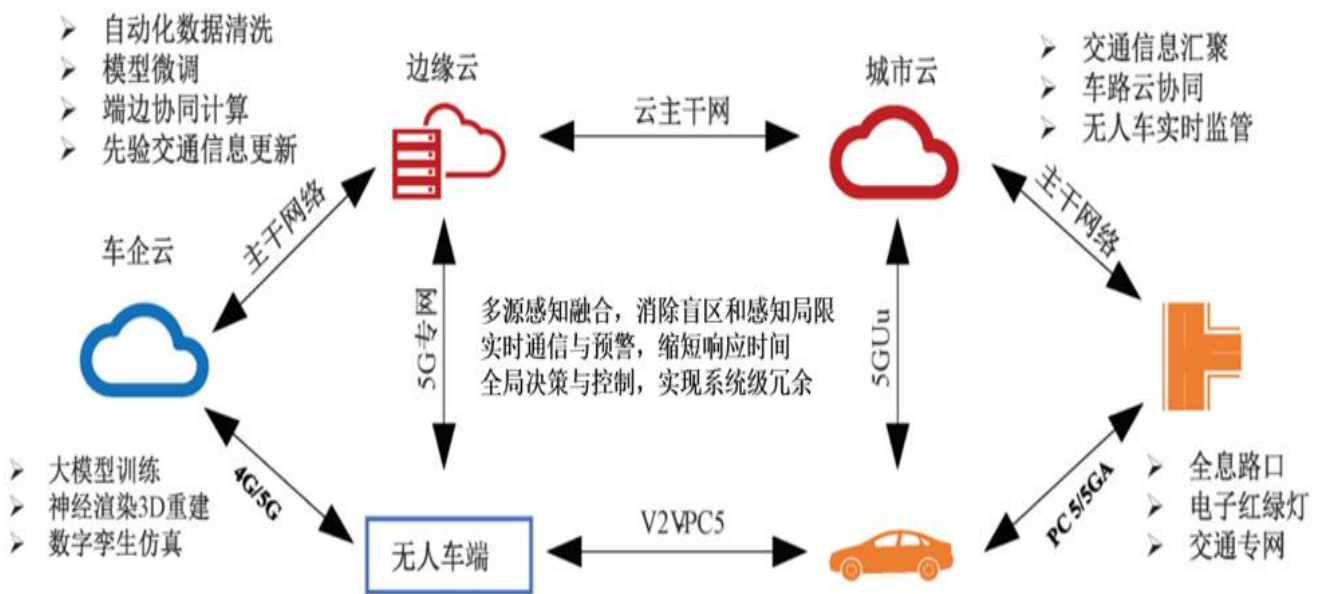 自动化数据清洗
模型微调
端边协同计算
先验交通信息更新
边缘云
云主干网
城市云
交通信息汇聚
车路云协同
无人车实时监管
主干网络
主干网络
车企云
5G专网
多源感知融合，消除盲区和感知局限
实时通信与预警，缩短响应时间
全局决策与控制，实现系统级冗余
5GUu
大模型训练
神经渲染3D重建
数字孪生仿真
4G/5G
无人车端
V2VPC5
PC5/5GA
全息路口
电子红绿灯
交通专网